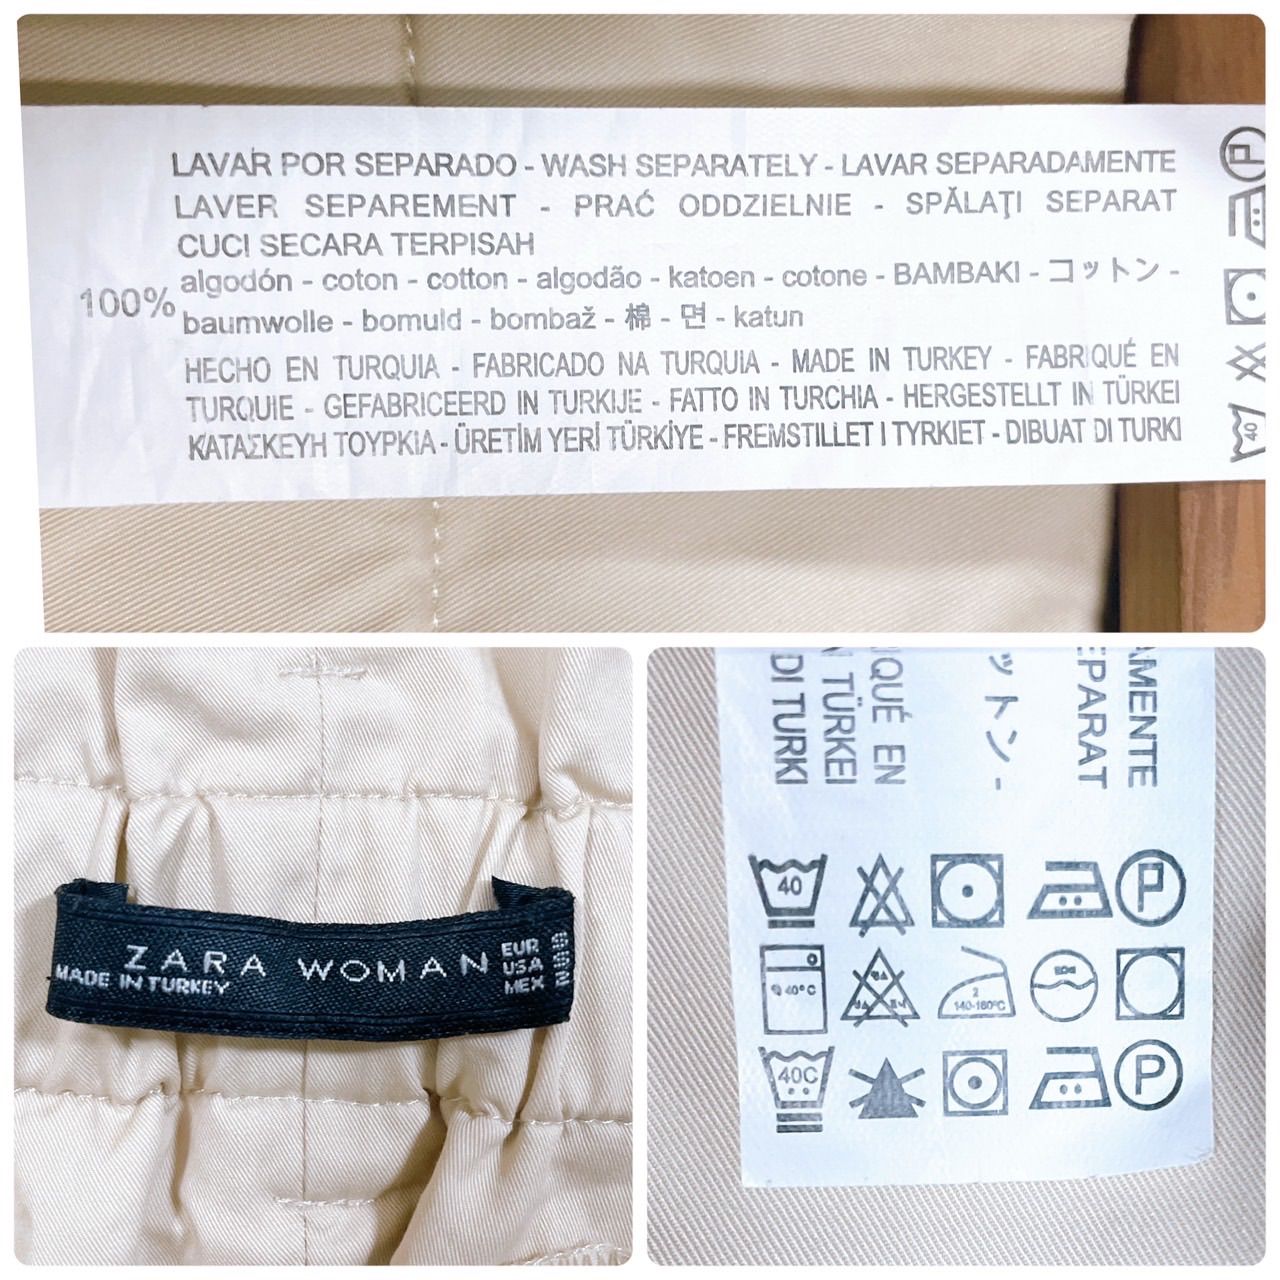 LAVAR POR SEPARADO - WASH SEPARATELY - LAVAR SEPARADAMENTE
LAVER SEPAREMENT - PRAĆ ODDZIELNIE - SPĂLAŢI SEPARAT
CUCI SECARA TERPISAH
100% algodón - coton - cotton - algodão - katoen - cotone - BAMBAKI - コットン -
baumwolle - bomuld - bombaž - 棉 - 면 - katun
HECHO EN TURQUIA - FABRICADO NA TURQUIA - MADE IN TURKEY - FABRIQUÉ EN
TURQUIE - GEFABRICEERD IN TURKIJE - FATTO IN TURCHIA - HERGESTELLT IN TÜRKEI
ΚΑΤΑΣΚΕΥΗ ΤΟΥΡΚΙΑ - ÜRETİM YERİ TÜRKİYE - FREMSTILLET I TYRKIET - DIBUAT DI TURKI
P
40
ZARA WOMAN
MADE IN TURKEY
EUR
USA
MEX
AMENTE
EPARAT
ットン -
IQUÉ EN
N TÜRKEI
DI TURKI
40
P
40°C
2
140-160°C
40C
P